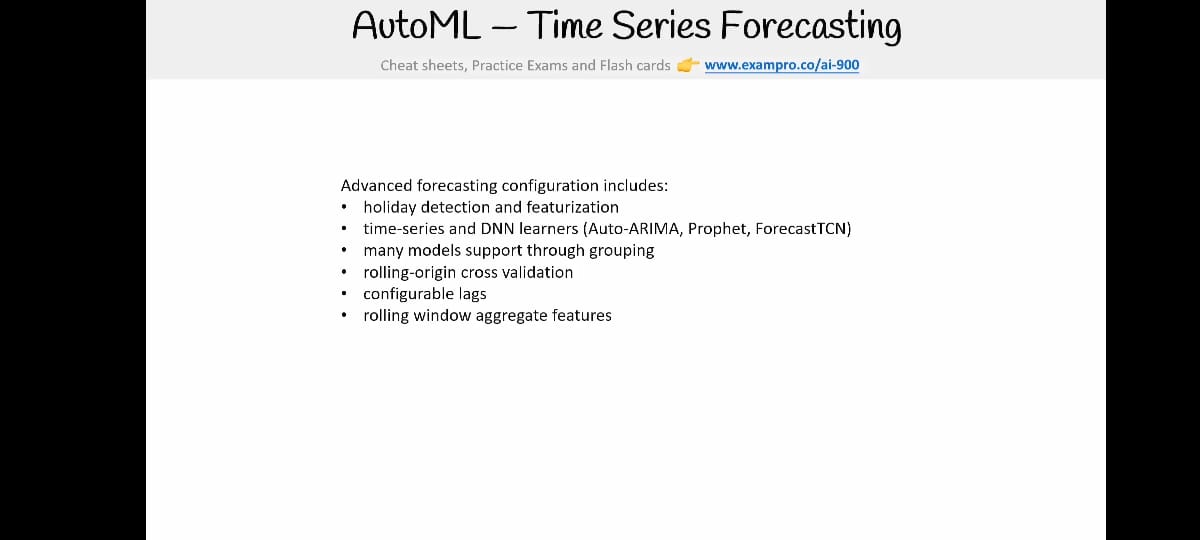 AutoML – Time Series Forecasting
Cheat sheets, Practice Exams and Flash cards 👉 www.exampro.co/ai-900
Advanced forecasting configuration includes:
• holiday detection and featurization
• time-series and DNN learners (Auto-ARIMA, Prophet, ForecastTCN)
• many models support through grouping
• rolling-origin cross validation
• configurable lags
• rolling window aggregate features